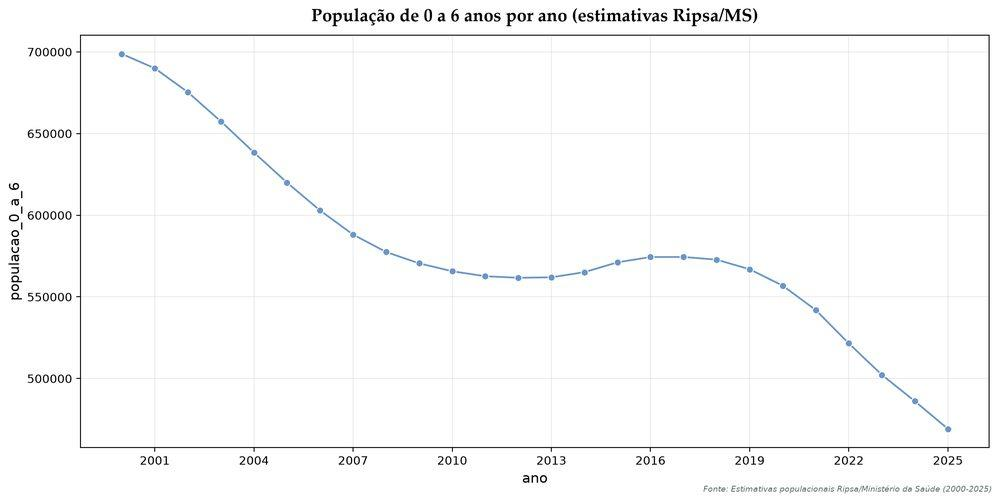 População de 0 a 6 anos por ano (estimativas Ripsa/MS)
700000
650000
600000
550000
500000
populacao_0_a_6
2001 2004 2007 2010 2013 2016 2019 2022 2025
ano
Fonte: Estimativas populacionais Ripsa/Ministério da Saúde (2000-2025)